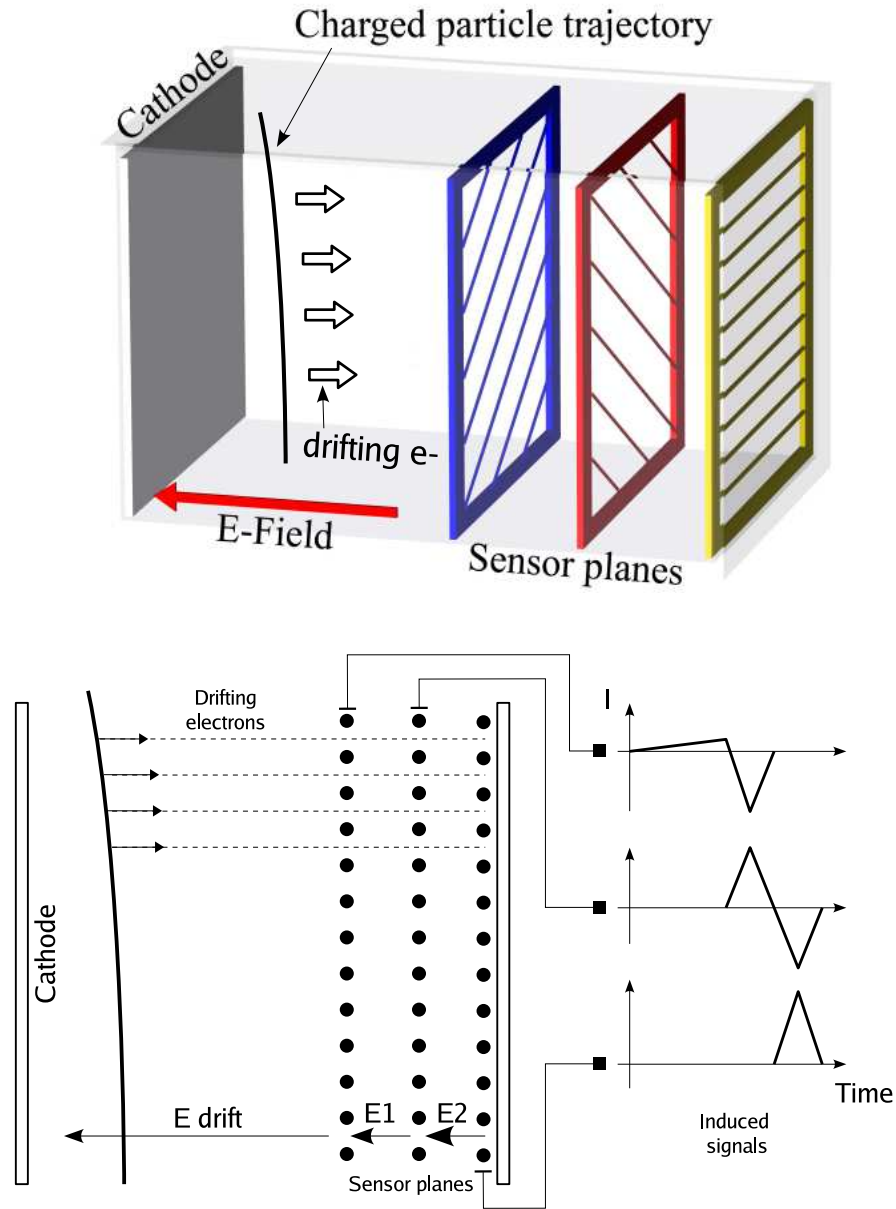 Charged particle trajectory
Cathode
drifting e-
E-Field
Sensor planes
Drifting
electrons
I
Cathode
E drift
E1
E2
Sensor planes
Time
Induced
signals